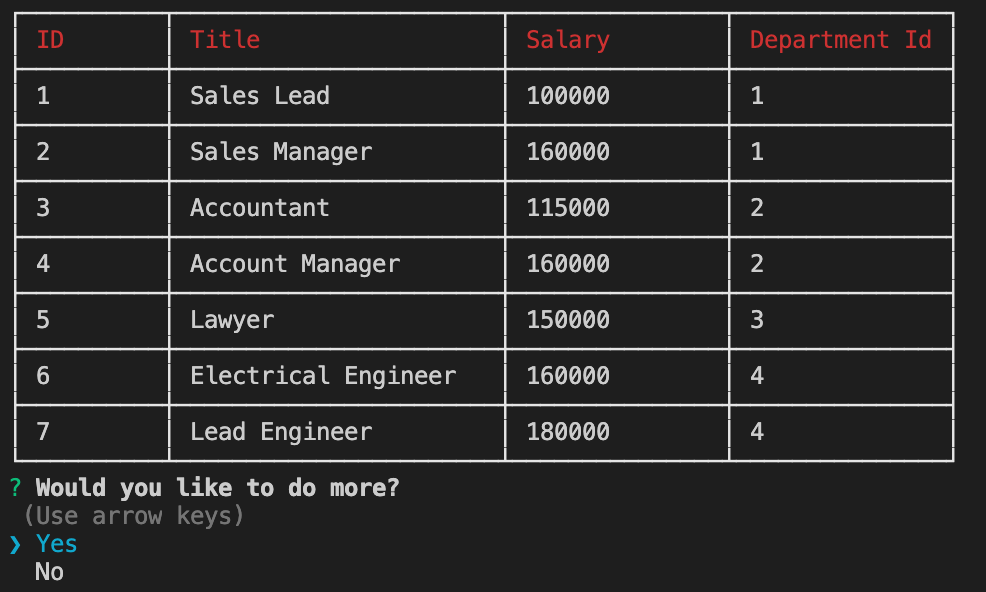 ID Title Salary Department Id
1 Sales Lead 100000 1
2 Sales Manager 160000 1
3 Accountant 115000 2
4 Account Manager 160000 2
5 Lawyer 150000 3
6 Electrical Engineer 160000 4
7 Lead Engineer 180000 4
? Would you like to do more?
(Use arrow keys)
❯ Yes
No